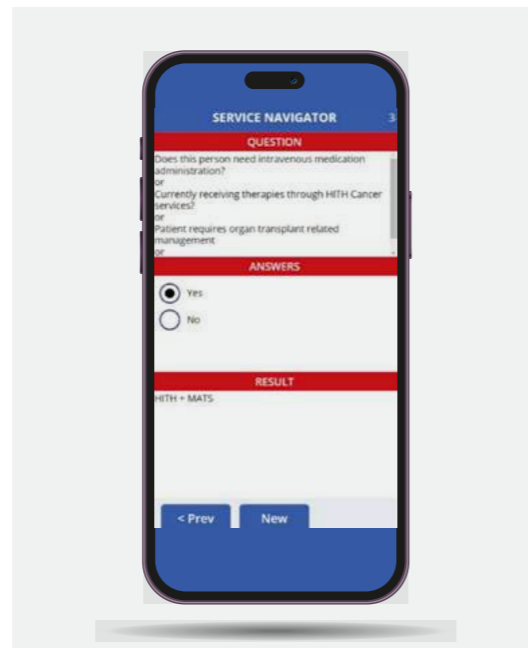 SERVICE NAVIGATOR 3
QUESTION
Does this person need intravenous medication
administration?
or
Currently receiving therapies through HITH Cancer
services?
or
Patient requires organ transplant related
management
or
ANSWERS
Yes
No
RESULT
HITH + MATS
< Prev New